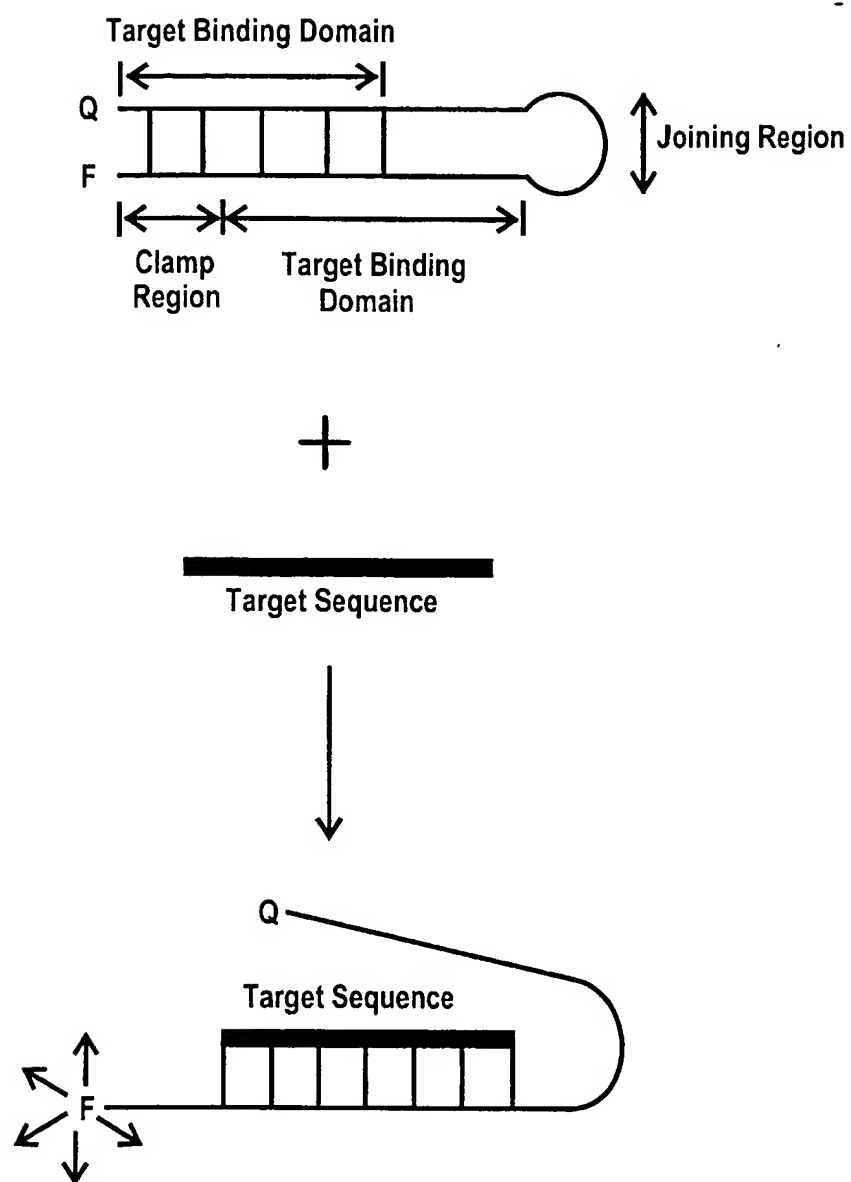 Target Binding Domain
Q
F
Joining Region
Clamp
Region
Target Binding
Domain
+
Target Sequence
Q
Target Sequence
F